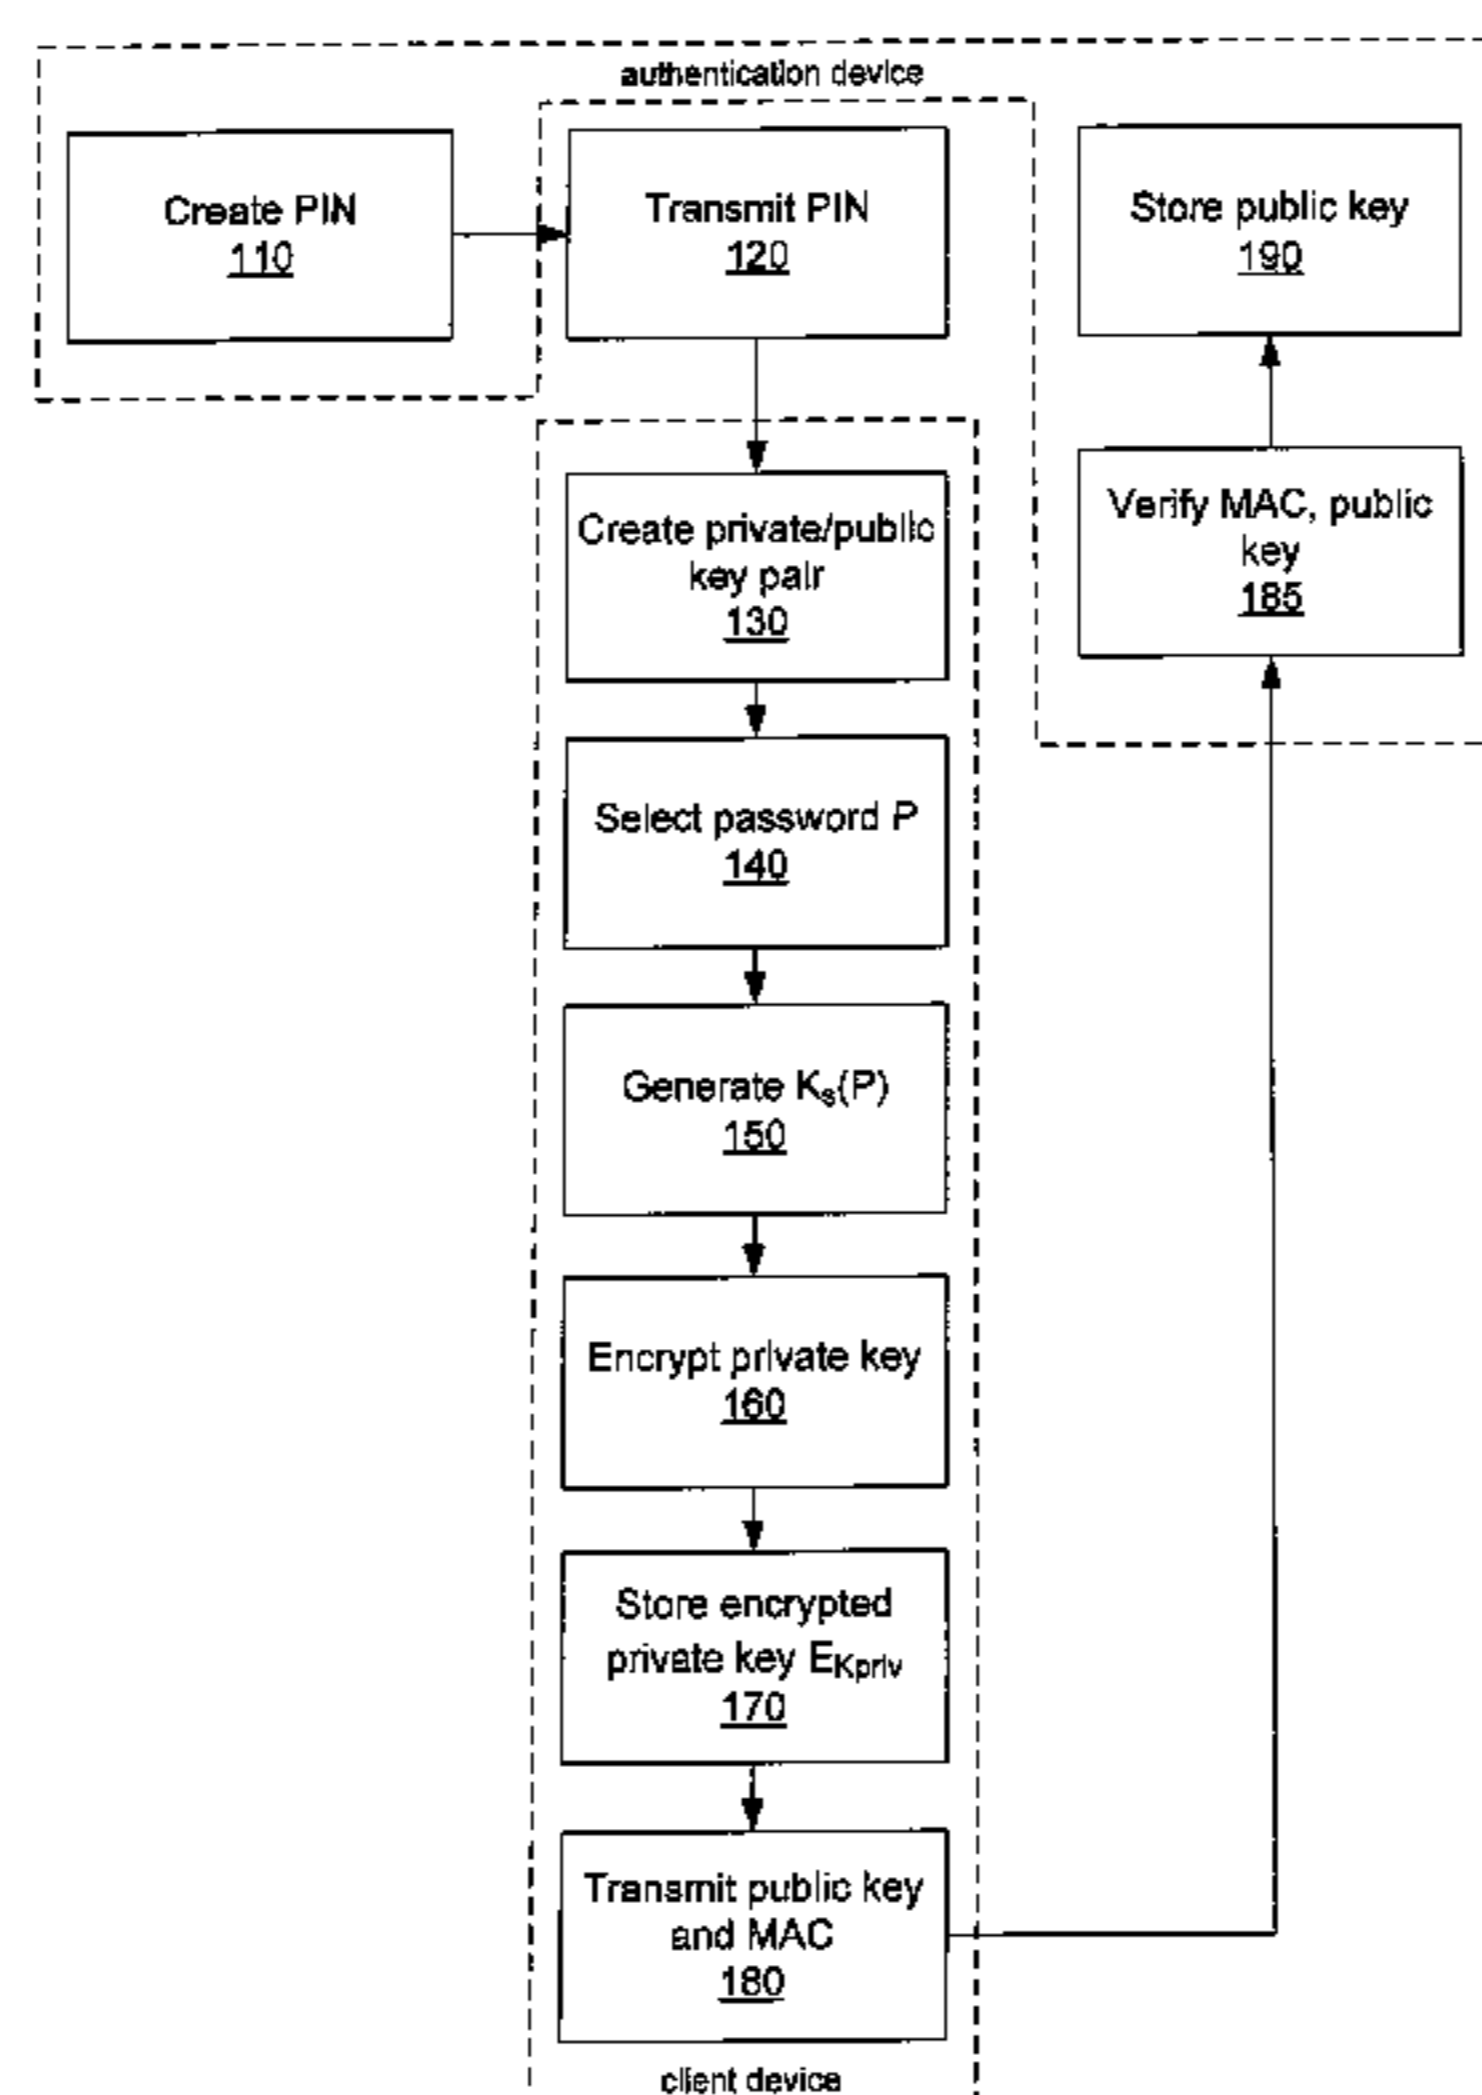 authentication device
Create PIN
110
Transmit PIN
120
Store public key
190
Verify MAC, public
key
185
Create private/public
key pair
130
Select password P
140
Generate Ks(P)
150
Encrypt private key
160
Store encrypted
private key EKpriv
170
Transmit public key
and MAC
180
client device